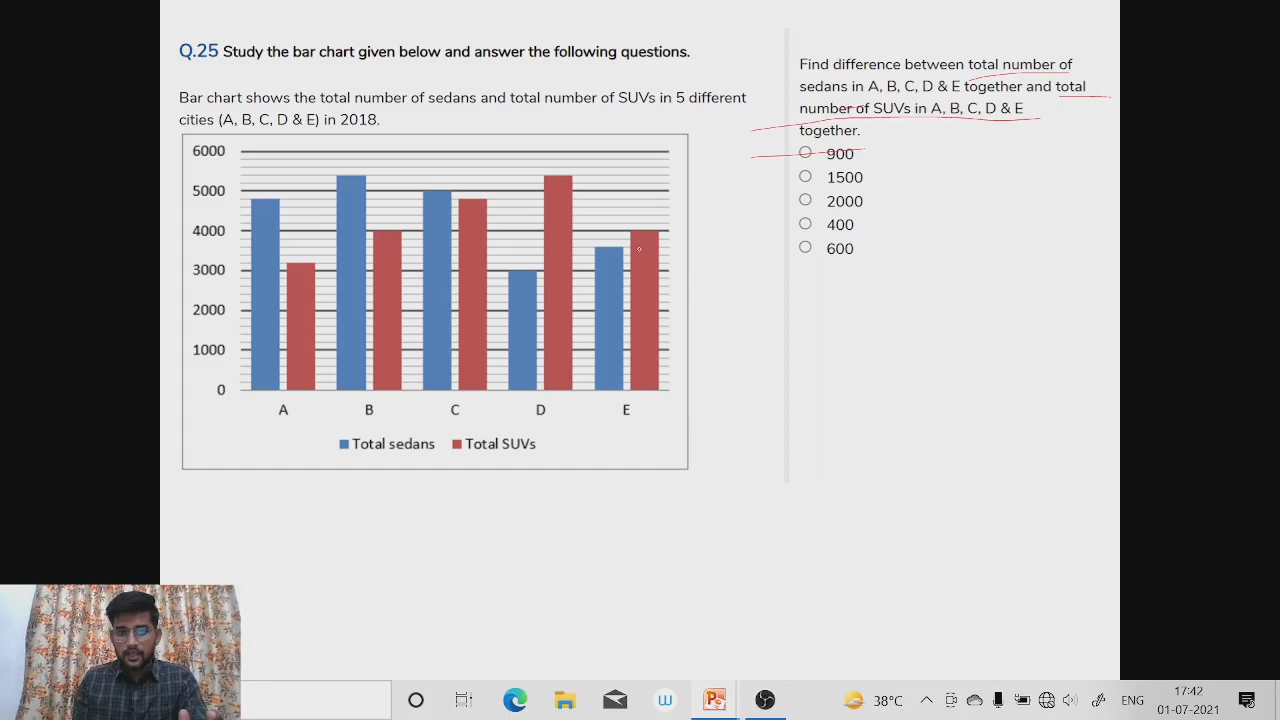 Q.25 Study the bar chart given below and answer the following questions.
Bar chart shows the total number of sedans and total number of SUVs in 5 different
cities (A, B, C, D & E) in 2018.
6000
5000
4000
3000
2000
1000
0
A B C D E
Total sedans Total SUVs
Find difference between total number of
sedans in A, B, C, D & E together and total
number of SUVs in A, B, C, D & E
together.
900
1500
2000
400
600
38°C ENG 17:42
01-07-2021